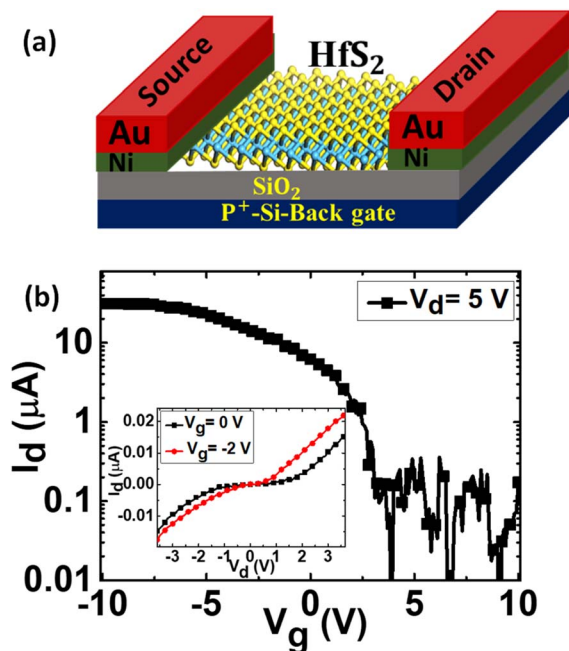 (a)
HfS2
Source
Drain
Au
Au
Ni
Ni
SiO2
P+-Si-Back gate
(b)
Vd= 5 V
Id (µA)
10
1
0.1
0.01
-10
-5
0
5
10
Vg (V)
Vg= 0 V
Vg= -2 V
Id (µA)
0.02
0.01
0.00
-0.01
-3
-2
-1
0
1
2
3
Vd (V)